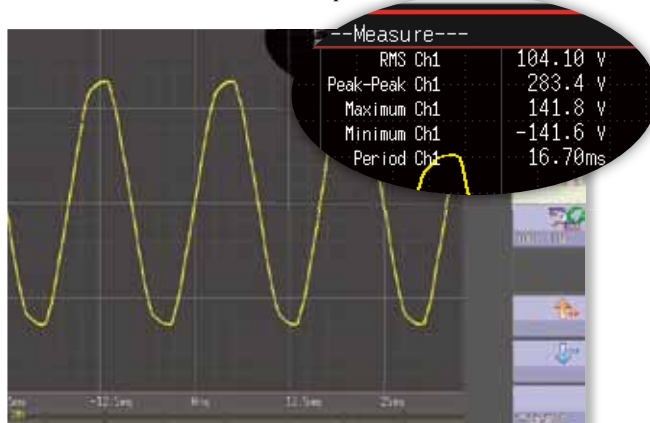 --Measure---
RMS Ch1 104.10 V
Peak-Peak Ch1 283.4 V
Maximum Ch1 141.8 V
Minimum Ch1 -141.6 V
Period Ch1 16.70ms
-12.5ms 0ns 12.5ms 25ms